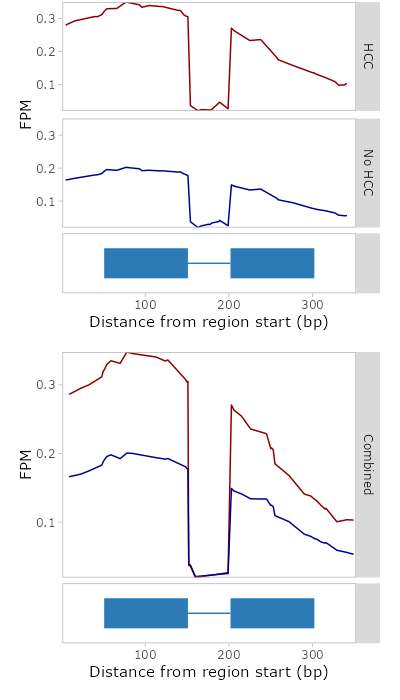 0.3
0.2
0.1
HCC
FPM
0.3
0.2
0.1
No HCC
100 200 300
Distance from region start (bp)
0.3
0.2
0.1
FPM
Combined
100 200 300
Distance from region start (bp)